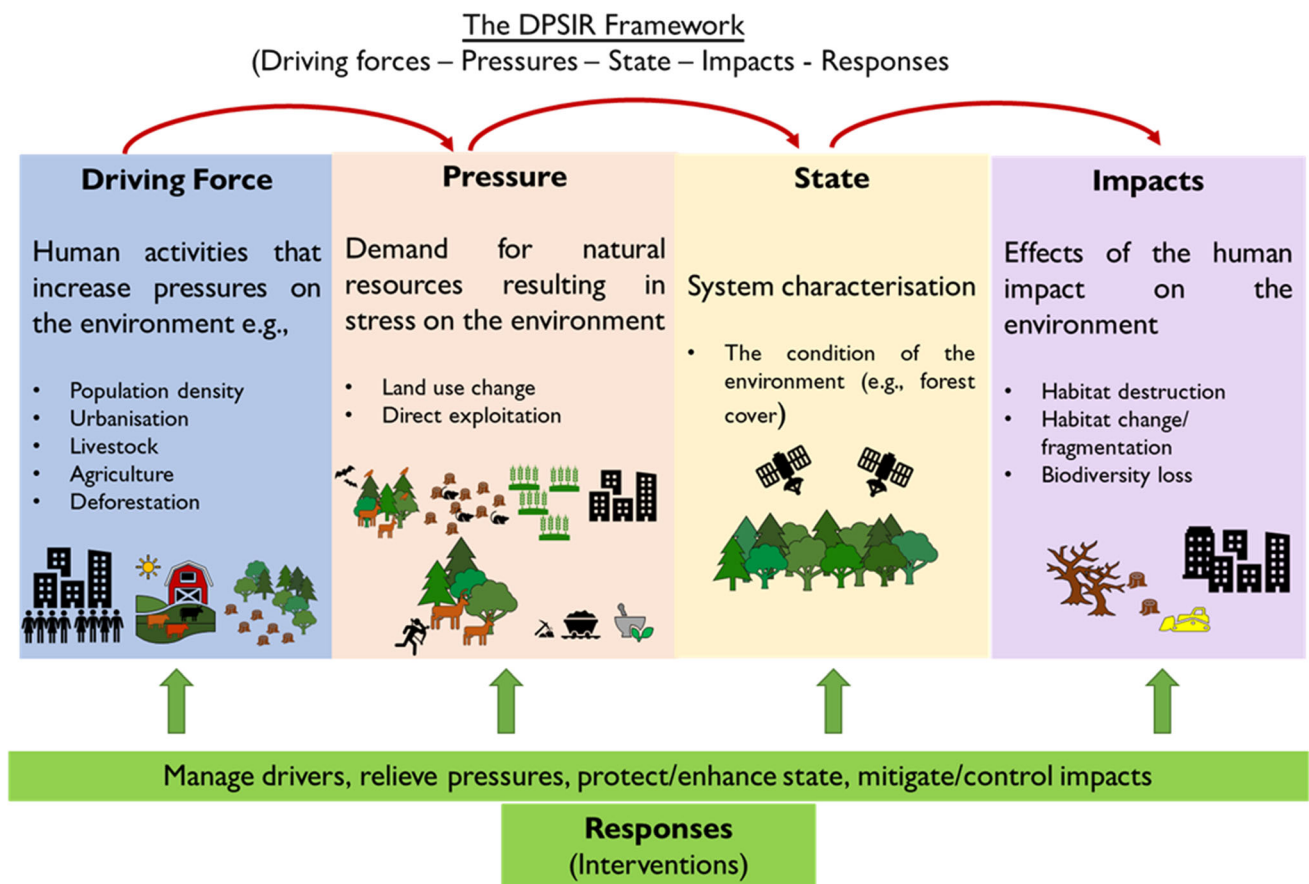 The DPSIR Framework
(Driving forces – Pressures – State – Impacts - Responses
Driving Force
Human activities that
increase pressures on
the environment e.g.,
• Population density
• Urbanisation
• Livestock
• Agriculture
• Deforestation
Pressure
Demand for natural
resources resulting in
stress on the environment
• Land use change
• Direct exploitation
State
System characterisation
• The condition of the
environment (e.g., forest
cover)
Impacts
Effects of the human
impact on the
environment
• Habitat destruction
• Habitat change/
fragmentation
• Biodiversity loss
Manage drivers, relieve pressures, protect/enhance state, mitigate/control impacts
Responses
(Interventions)